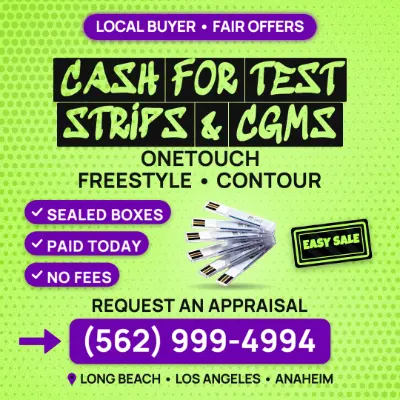 LOCAL BUYER • FAIR OFFERS
CASH FOR TEST
STRIPS & CGMS
ONETOUCH
FREESTYLE • CONTOUR
SEALED BOXES
PAID TODAY
NO FEES
EASY SALE
REQUEST AN APPRAISAL
(562) 999-4994
LONG BEACH • LOS ANGELES • ANAHEIM